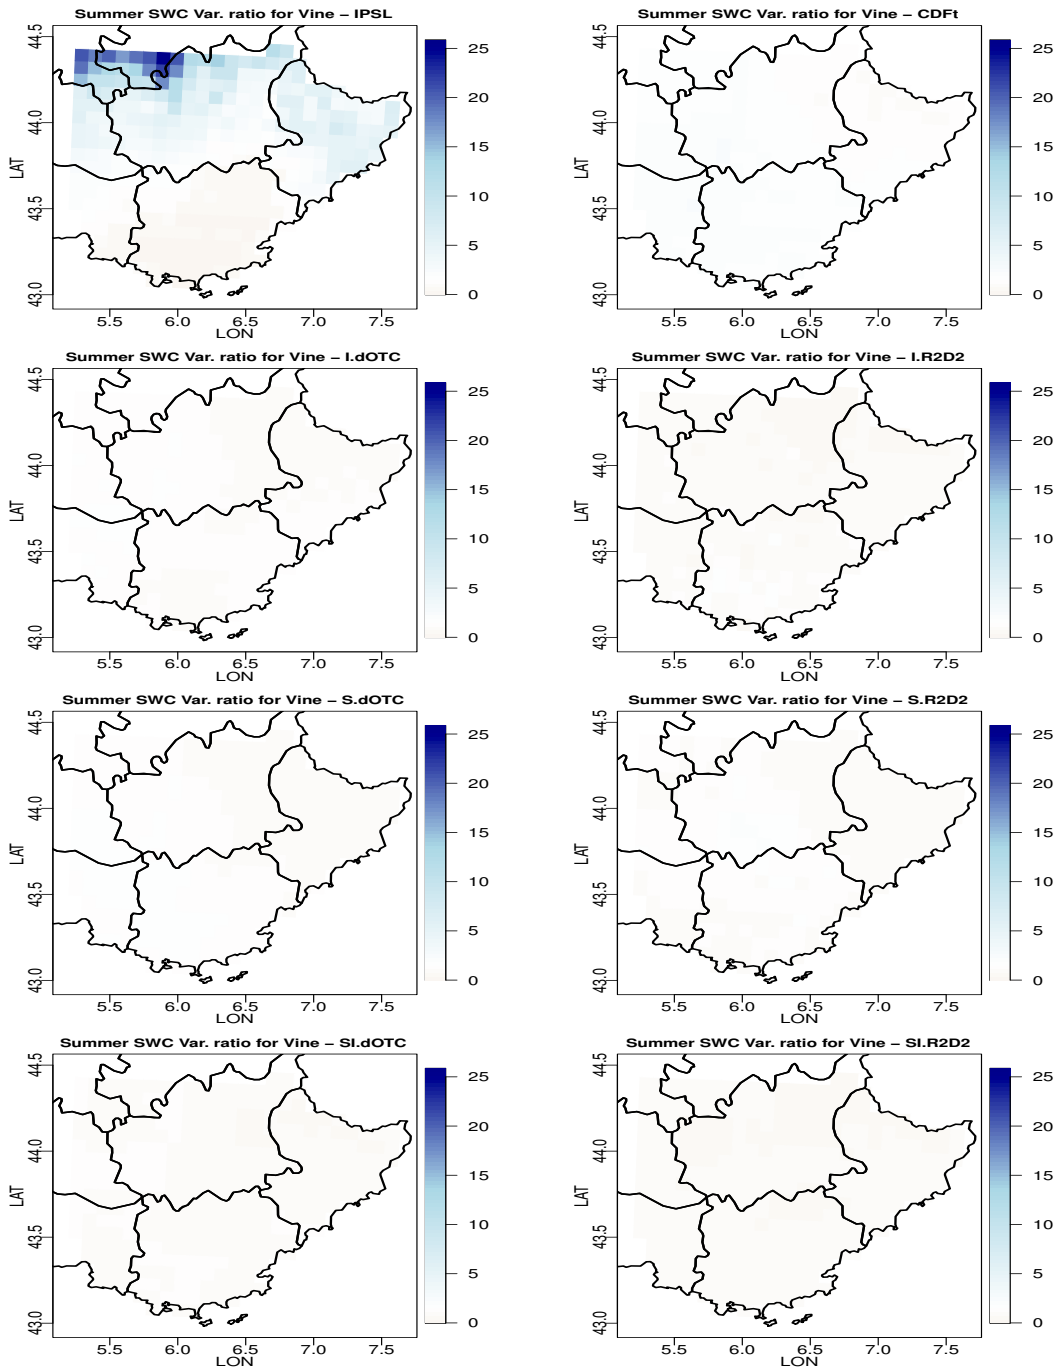 Summer SWC Var. ratio for Vine − IPSL
LAT
44.5
44.0
43.5
43.0
5.5 6.0 6.5 7.0 7.5
LON
25
20
15
10
5
0
Summer SWC Var. ratio for Vine − CDFt
LAT
44.5
44.0
43.5
43.0
5.5 6.0 6.5 7.0 7.5
LON
25
20
15
10
5
0
Summer SWC Var. ratio for Vine − I.dOTC
LAT
44.5
44.0
43.5
43.0
5.5 6.0 6.5 7.0 7.5
LON
25
20
15
10
5
0
Summer SWC Var. ratio for Vine − I.R2D2
LAT
44.5
44.0
43.5
43.0
5.5 6.0 6.5 7.0 7.5
LON
25
20
15
10
5
0
Summer SWC Var. ratio for Vine − S.dOTC
LAT
44.5
44.0
43.5
43.0
5.5 6.0 6.5 7.0 7.5
LON
25
20
15
10
5
0
Summer SWC Var. ratio for Vine − S.R2D2
LAT
44.5
44.0
43.5
43.0
5.5 6.0 6.5 7.0 7.5
LON
25
20
15
10
5
0
Summer SWC Var. ratio for Vine − SI.dOTC
LAT
44.5
44.0
43.5
43.0
5.5 6.0 6.5 7.0 7.5
LON
25
20
15
10
5
0
Summer SWC Var. ratio for Vine − SI.R2D2
LAT
44.5
44.0
43.5
43.0
5.5 6.0 6.5 7.0 7.5
LON
25
20
15
10
5
0